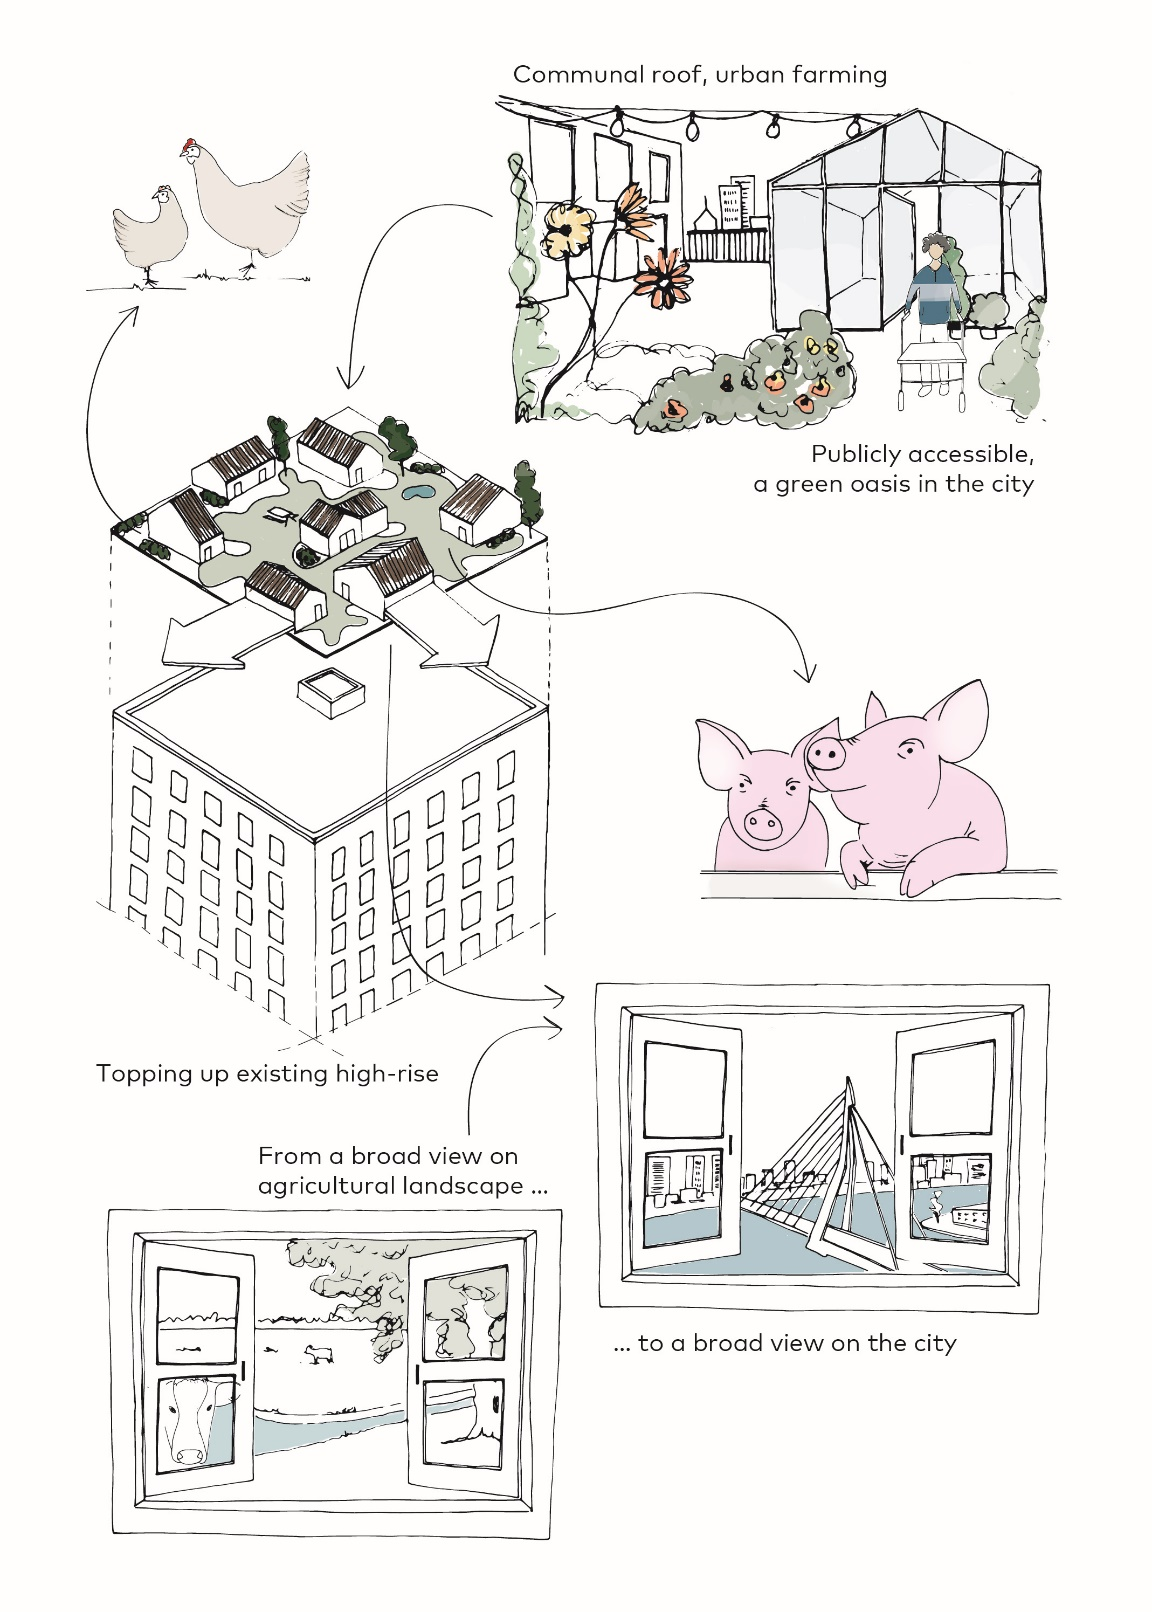 Communal roof, urban farming
Publicly accessible,
a green oasis in the city
Topping up existing high-rise
From a broad view on
agricultural landscape ...
... to a broad view on the city